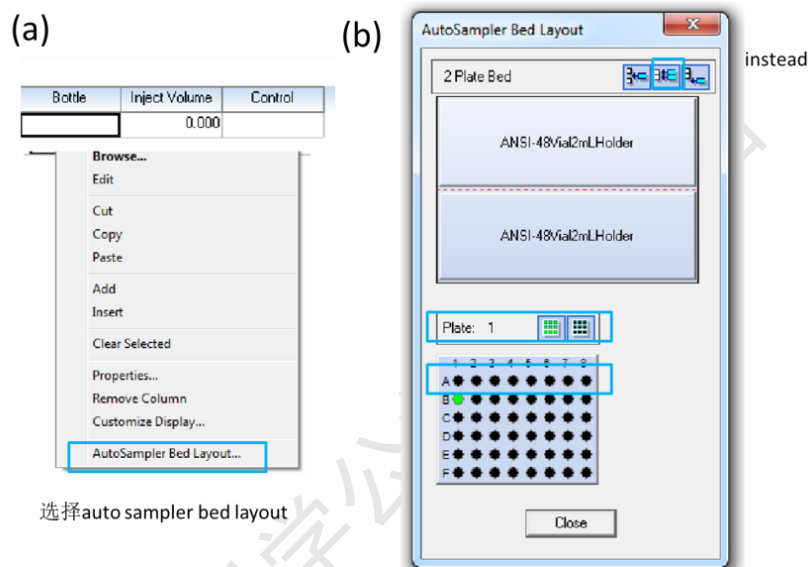 (a)
Bottle Inject Volume Control
0.000
Browse...
Edit
Cut
Copy
Paste
Add
Insert
Clear Selected
Properties...
Remove Column
Customize Display...
AutoSampler Bed Layout...
选择auto sampler bed layout
(b)
AutoSampler Bed Layout
instead
2 Plate Bed
ANSI-48Vial2mLHolder
ANSI-48Vial2mLHolder
Plate: 1
1 2 3 4 5 6 7 8
A
B
C
D
E
F
Close